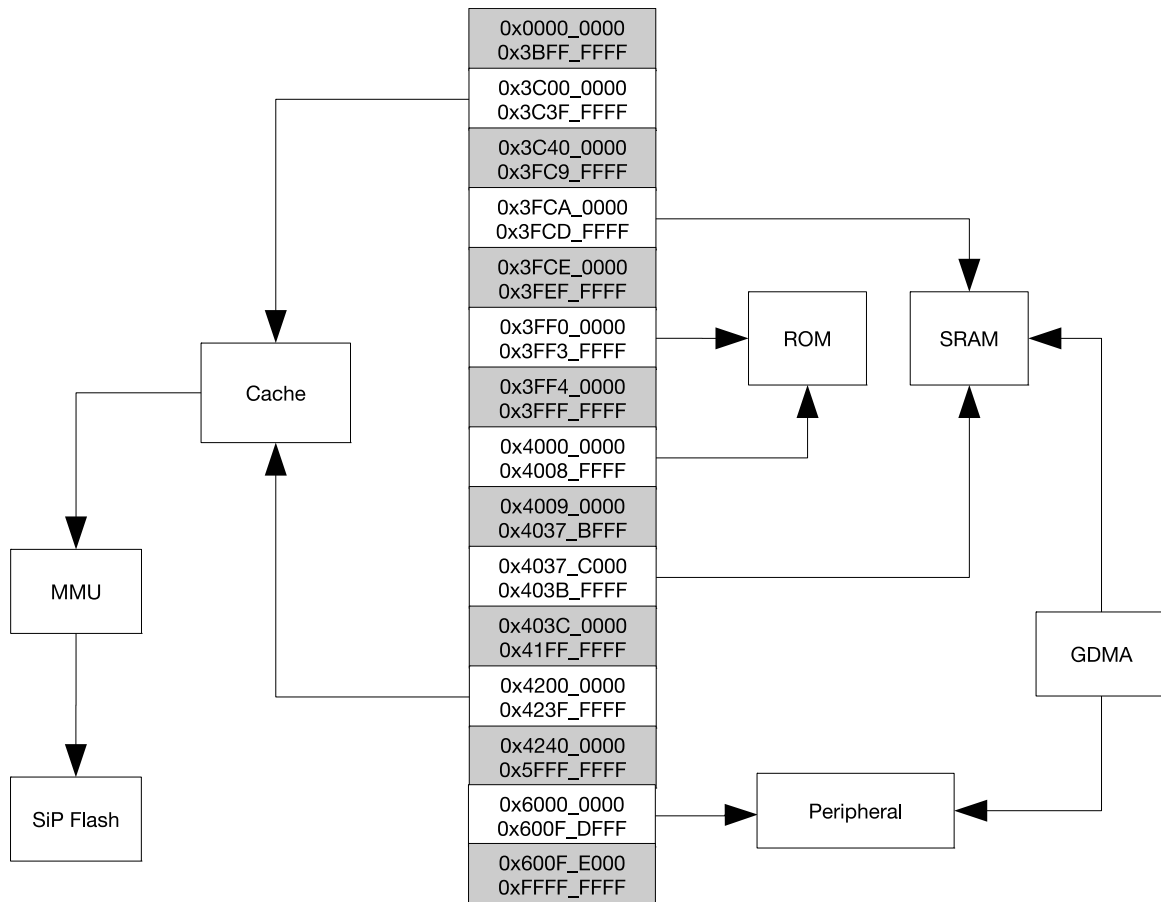 0x0000_0000
0x3BFF_FFFF
0x3C00_0000
0x3C3F_FFFF
0x3C40_0000
0x3FC9_FFFF
0x3FCA_0000
0x3FCD_FFFF
0x3FCE_0000
0x3FEF_FFFF
0x3FF0_0000
0x3FF3_FFFF
ROM
SRAM
Cache
0x3FF4_0000
0x3FFF_FFFF
0x4000_0000
0x4008_FFFF
0x4009_0000
0x4037_BFFF
0x4037_C000
0x403B_FFFF
MMU
0x403C_0000
0x41FF_FFFF
GDMA
0x4200_0000
0x423F_FFFF
0x4240_0000
0x5FFF_FFFF
SiP Flash
0x6000_0000
0x600F_DFFF
Peripheral
0x600F_E000
0xFFFF_FFFF